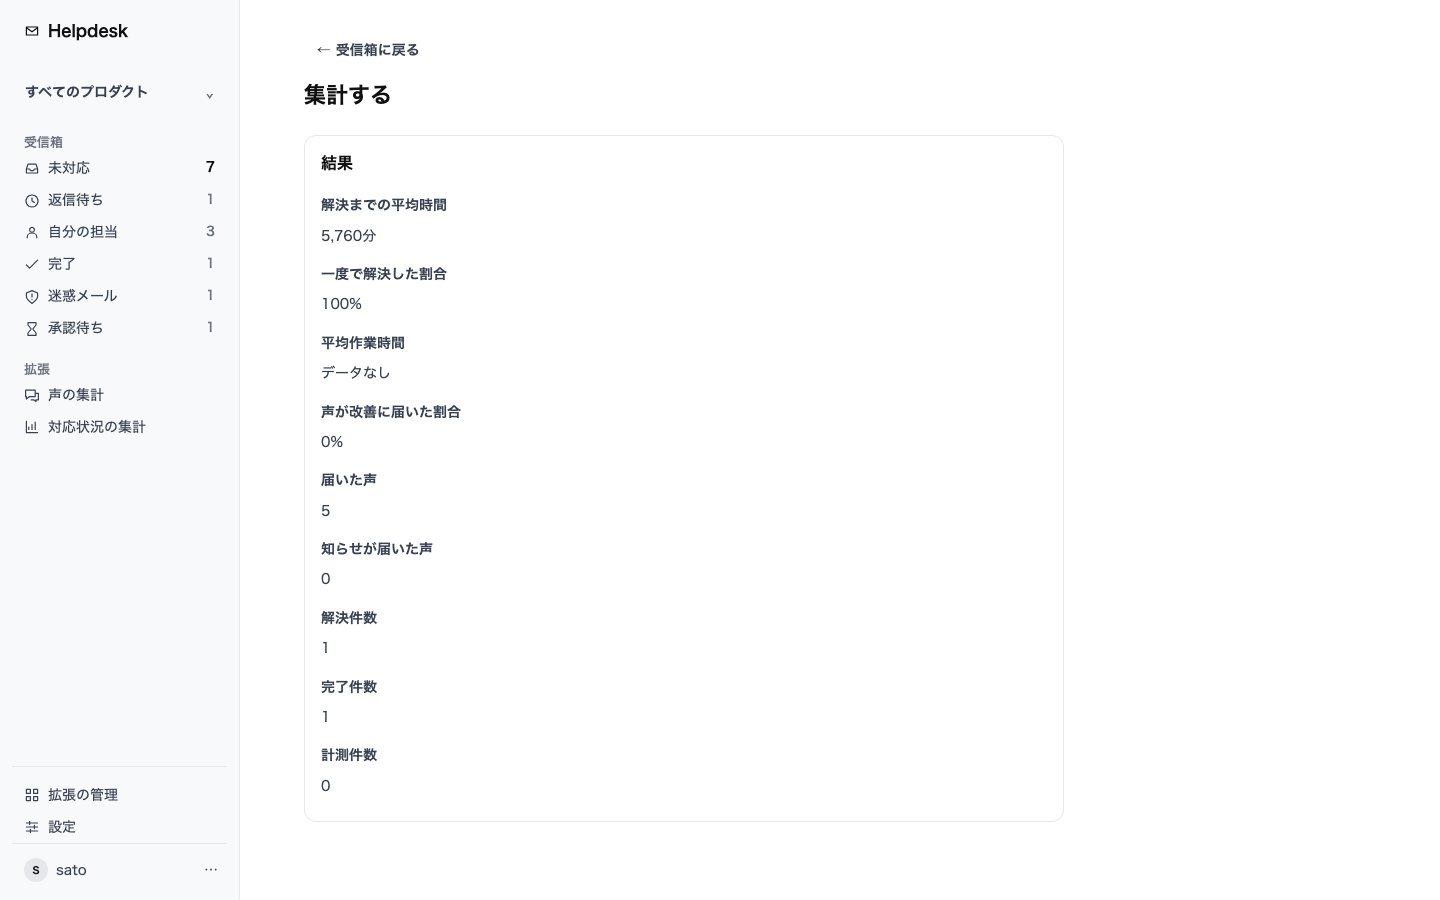 Helpdesk
すべてのプロダクト
受信箱
未対応 7
返信待ち 1
自分の担当 3
完了 1
迷惑メール 1
承認待ち 1
拡張
声の集計
対応状況の集計
拡張の管理
設定
S sato ...
← 受信箱に戻る
集計する
結果
解決までの平均時間
5,760分
一度で解決した割合
100%
平均作業時間
データなし
声が改善に届いた割合
0%
届いた声
5
知らせが届いた声
0
解決件数
1
完了件数
1
計測件数
0